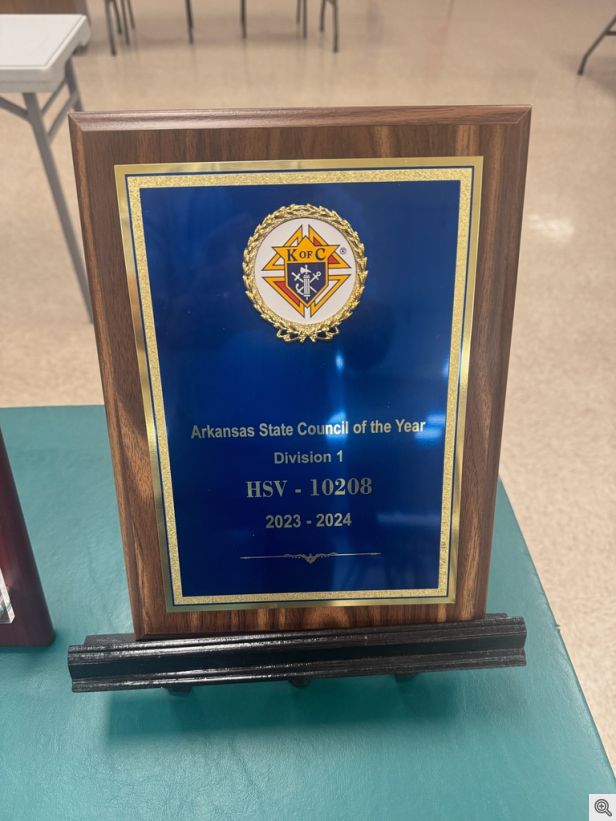 K OF C
®
Arkansas State Council of the Year
Division 1
HSV - 10208
2023 - 2024